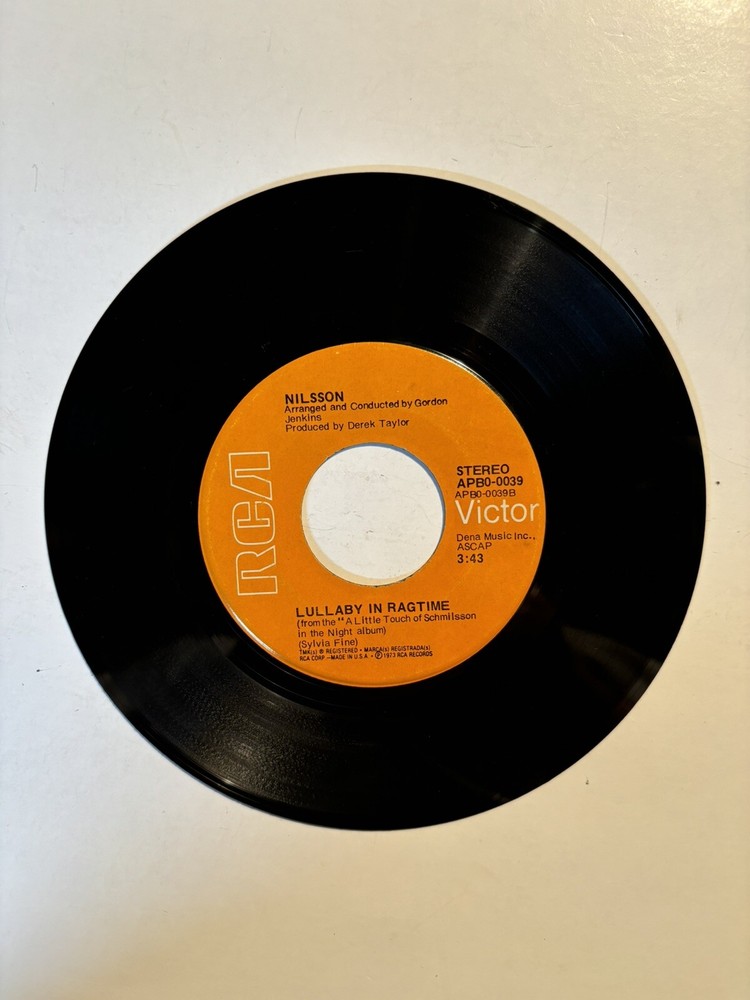 NILSSON
Arranged and Conducted by Gordon
Jenkins
Produced by Derek Taylor
RCA
STEREO
APBO-0039
APBO-0039B
Victor
Dena Music Inc.,
ASCAP
3:43
LULLABY IN RAGTIME
(from the "A Little Touch of Schmilsson
in the Night album)
(Sylvia Fine)
TMK(s) ® REGISTERED • MARCA(s) REGISTRADA(s)
RCA CORP.—MADE IN U.S.A. • ℗ 1973 RCA RECORDS